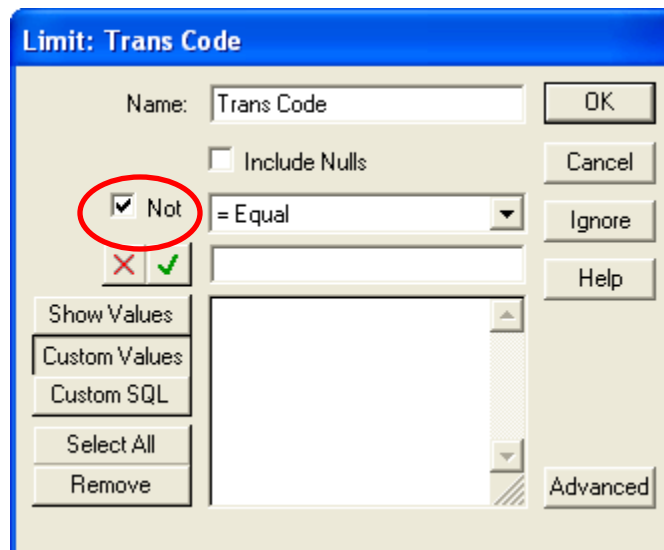 Limit: Trans Code
Name: Trans Code OK
Include Nulls Cancel
Not = Equal Ignore
Help
Show Values
Custom Values
Custom SQL
Select All
Remove Advanced